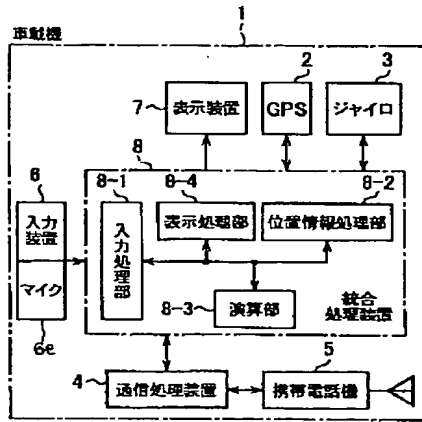 1
車載機
2
3
7
表示装置
GPS
ジャイロ
8
6
8-1
8-4
8-2
入力装置
マイク
入力処理部
表示処理部
位置情報処理部
8-3
演算部
統合
処理装置
6e
4
5
通信処理装置
携帯電話機